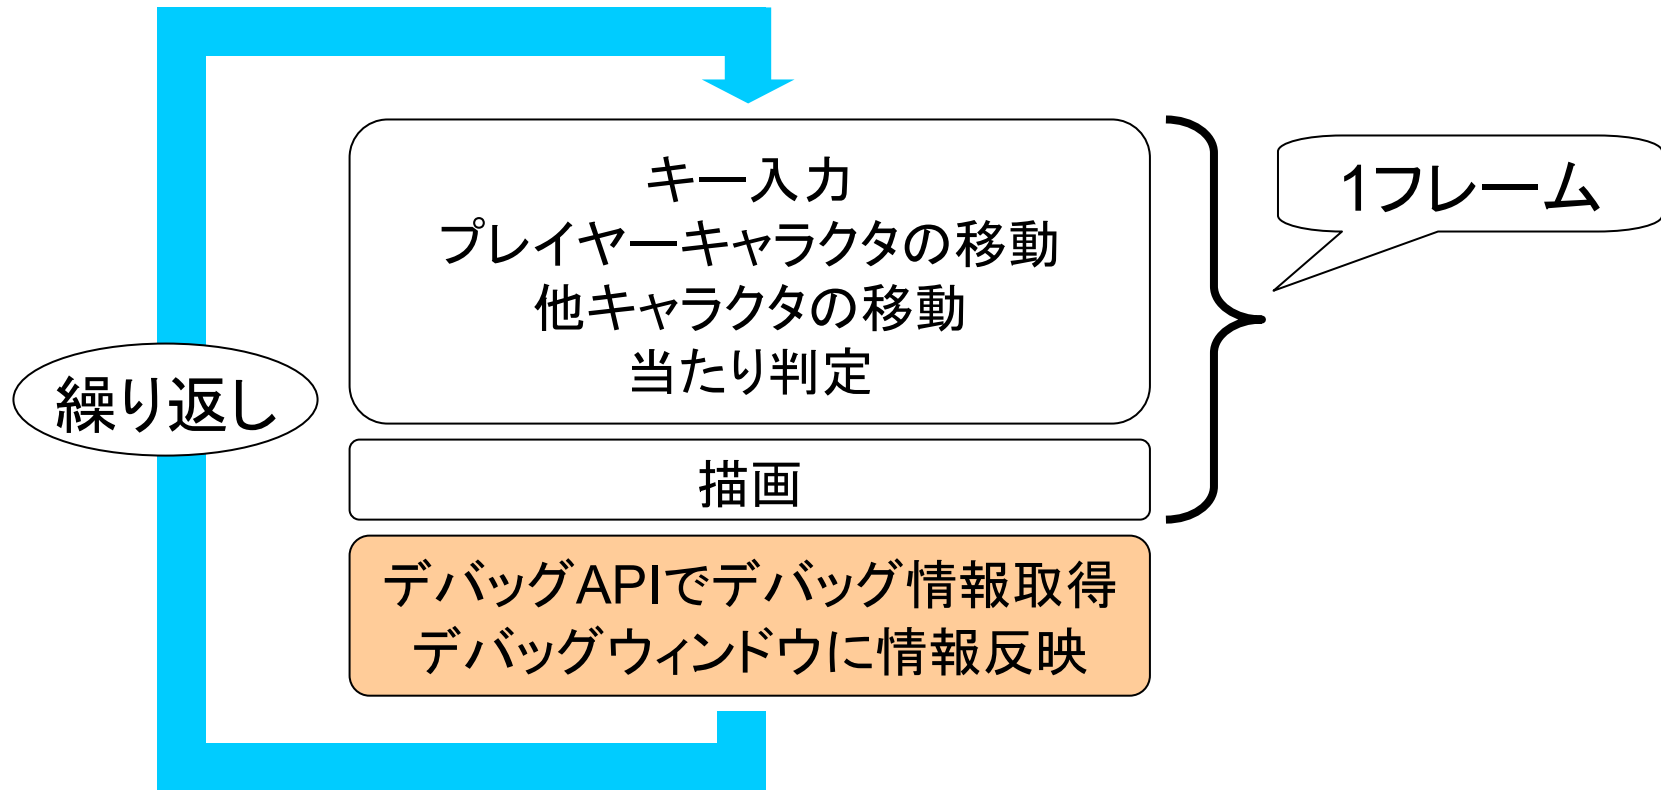 キー入力
プレイヤーキャラクタの移動
他キャラクタの移動
当たり判定
1フレーム
繰り返し
描画
デバッグAPIでデバッグ情報取得
デバッグウィンドウに情報反映